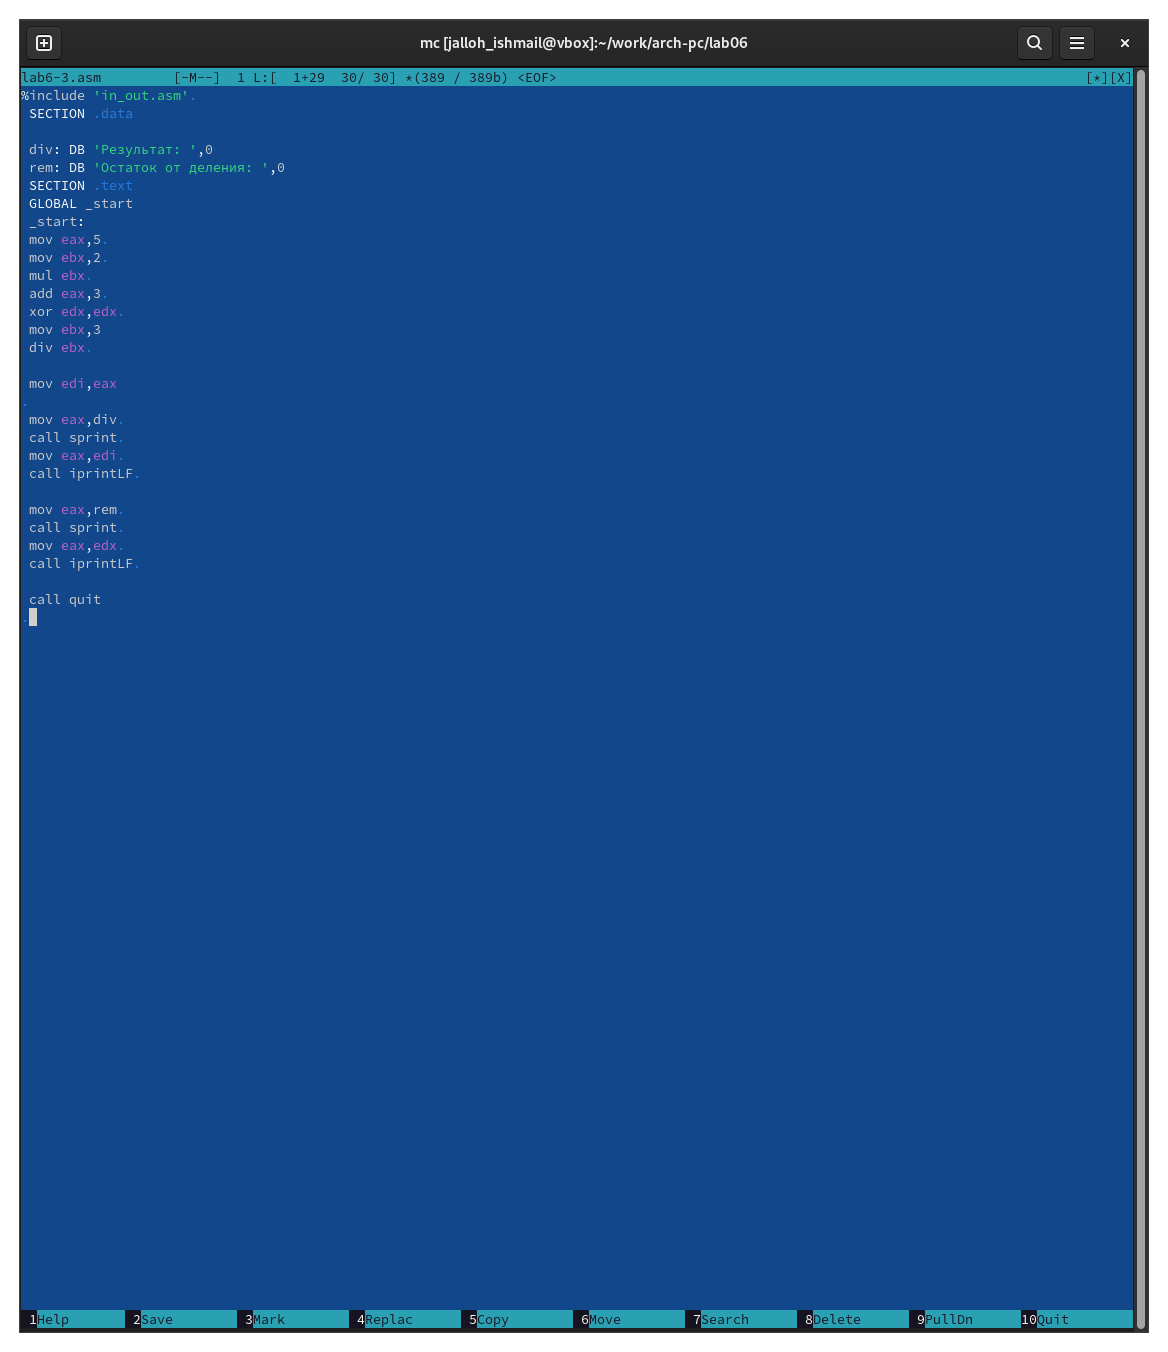 mc [jalloh_ishmail@vbox]:~/work/arch-pc/lab06
lab6-3.asm [-M--] 1 L:[ 1+29 30/ 30] *(389 / 389b) <EOF> [*][X]
%include 'in_out.asm'.
SECTION .data
div: DB 'Результат: ',0
rem: DB 'Остаток от деления: ',0
SECTION .text
GLOBAL _start
_start:
mov eax,5.
mov ebx,2.
mul ebx.
add eax,3.
xor edx,edx.
mov ebx,3
div ebx.
mov edi,eax
.
mov eax,div.
call sprint.
mov eax,edi.
call iprintLF.
mov eax,rem.
call sprint.
mov eax,edx.
call iprintLF.
call quit
.
1Help 2Save 3Mark 4Replac 5Copy 6Move 7Search 8Delete 9PullDn 10Quit